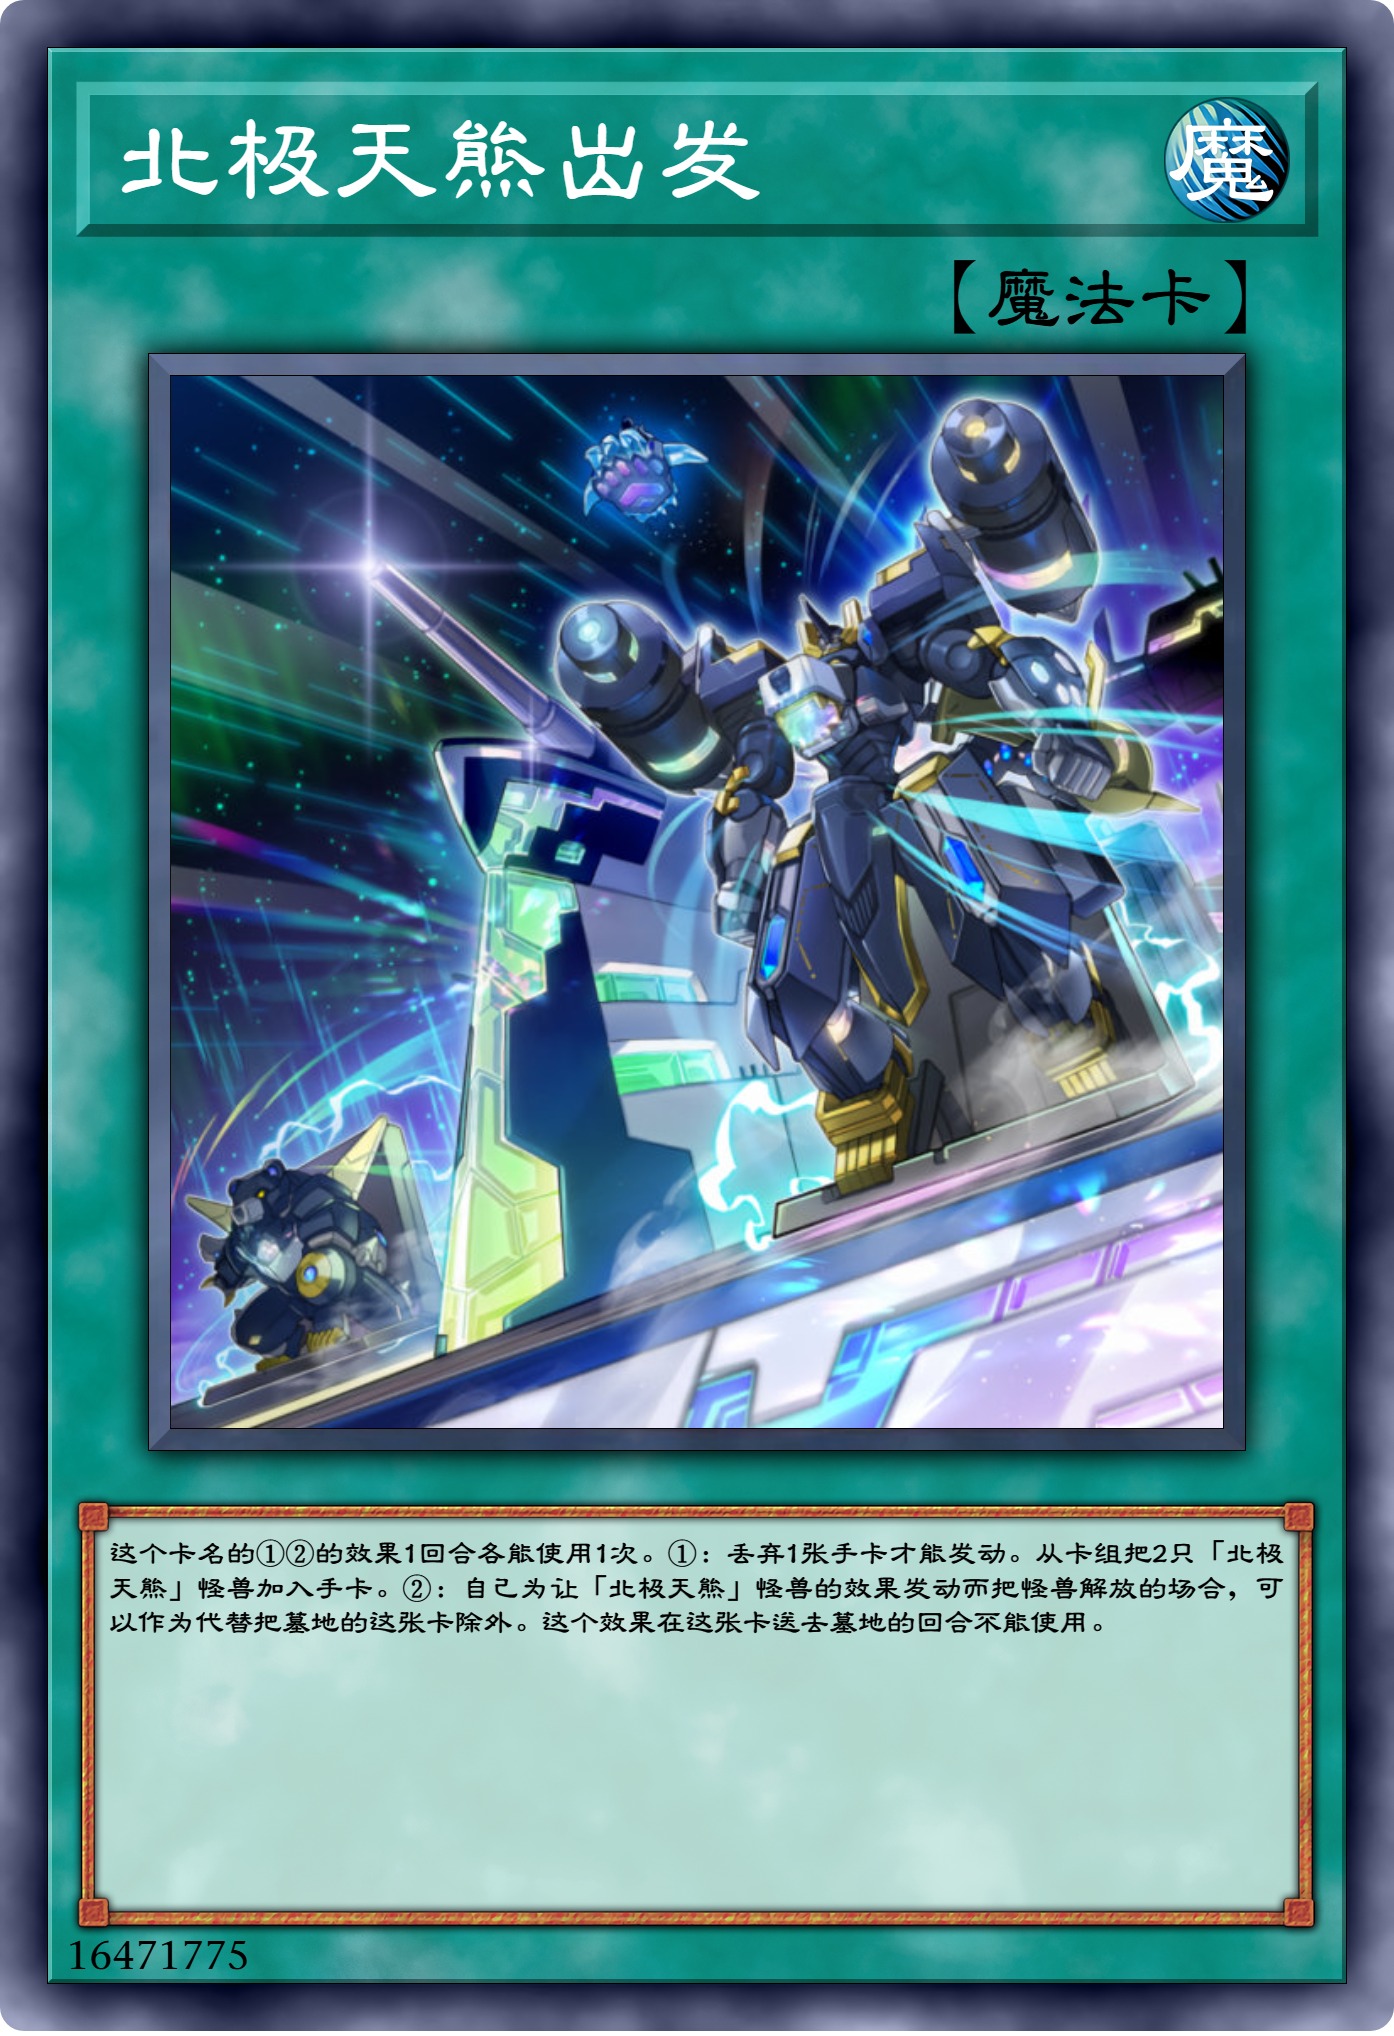 北极天熊出发
魔
【魔法卡】
这个卡名的①②的效果1回合各能使用1次。①：丢弃1张手卡才能发动。从卡组把2只「北极
天熊」怪兽加入手卡。②：自己为让「北极天熊」怪兽的效果发动而把怪兽解放的场合，可
以作为代替把墓地的这张卡除外。这个效果在这张卡送去墓地的回合不能使用。
16471775